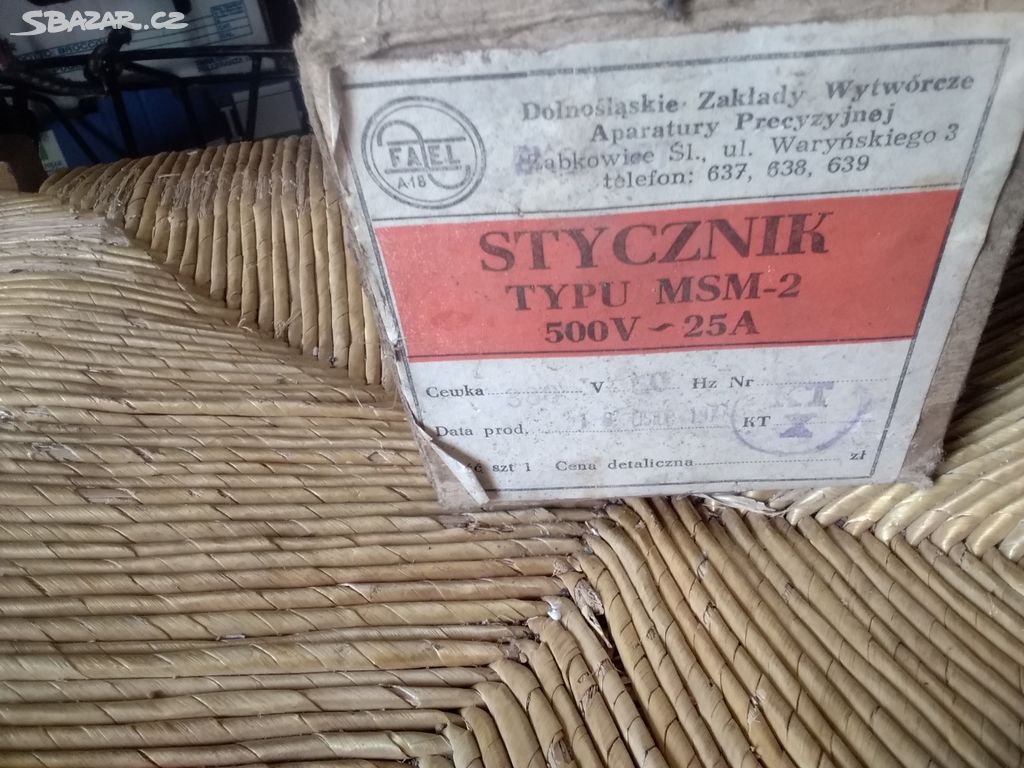 SBAZAR.CZ
FAEL
A-18
Dolnośląskie Zakłady Wytwórcze
Aparatury Precyzyjnej
Ząbkowice Śl., ul. Waryńskiego 3
telefon: 637, 638, 639
STYCZNIK
TYPU MSM-2
500V ~ 25A
Cewka V Hz Nr
Data prod. KT
KT
X
szt 1 Cena detaliczna zł